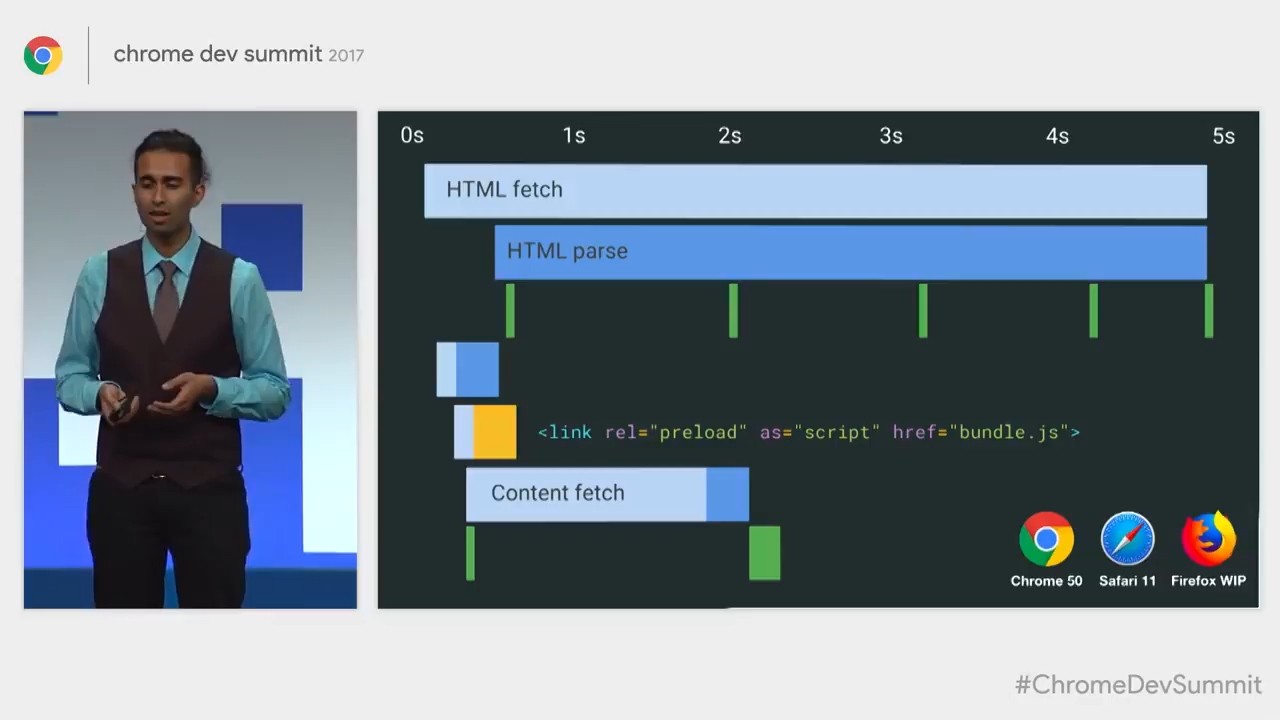 chrome dev summit 2017
0s 1s 2s 3s 4s 5s
HTML fetch
HTML parse
<link rel="preload" as="script" href="bundle.js">
Content fetch
Chrome 50 Safari 11 Firefox WIP
#ChromeDevSummit